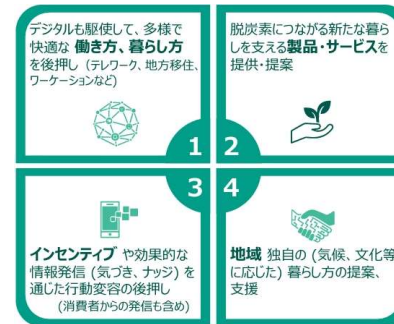 デジタルも駆使して、多様で
快適な 働き方、暮らし方
を後押し（テレワーク、地方移住、
ワーケーションなど）
1
脱炭素につながる新たな暮ら
しを支える製品・サービスを
提供・提案
2
3
インセンティブ や効果的な
情報発信（気づき、ナッジ）を
通じた行動変容の後押し
（消費者からの発信も含め）
4
地域 独自の（気候、文化等
に応じた）暮らし方の提案、
支援